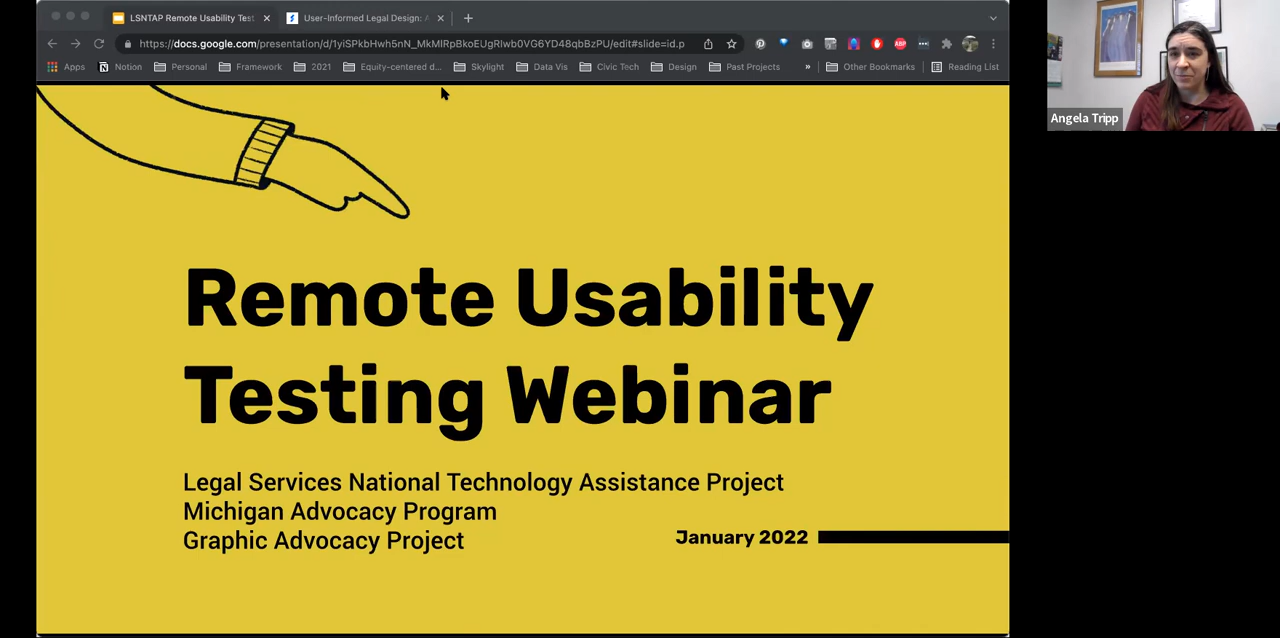 LSNTAP Remote Usability Test
User-Informed Legal Design: A
https://docs.google.com/presentation/d/1yiSPkbHwh5nN_MkMIRpBkoEUgRIwb0VG6YD48qbBzPU/edit#slide=id.p
ABP
Apps
Notion
Personal
Framework
2021
Equity-centered d...
Skylight
Data Vis
Civic Tech
Design
Past Projects
»
Other Bookmarks
Reading List
Angela Tripp
Remote Usability
Testing Webinar
Legal Services National Technology Assistance Project
Michigan Advocacy Program
Graphic Advocacy Project
January 2022